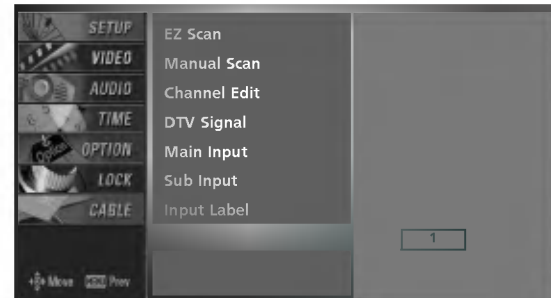 SETUP
VIDEO
AUDIO
TIME
OPTION
LOCK
CABLE
EZ Scan
Manual Scan
Channel Edit
DTV Signal
Main Input
Sub Input
Input Label
1
Move MENU Prev